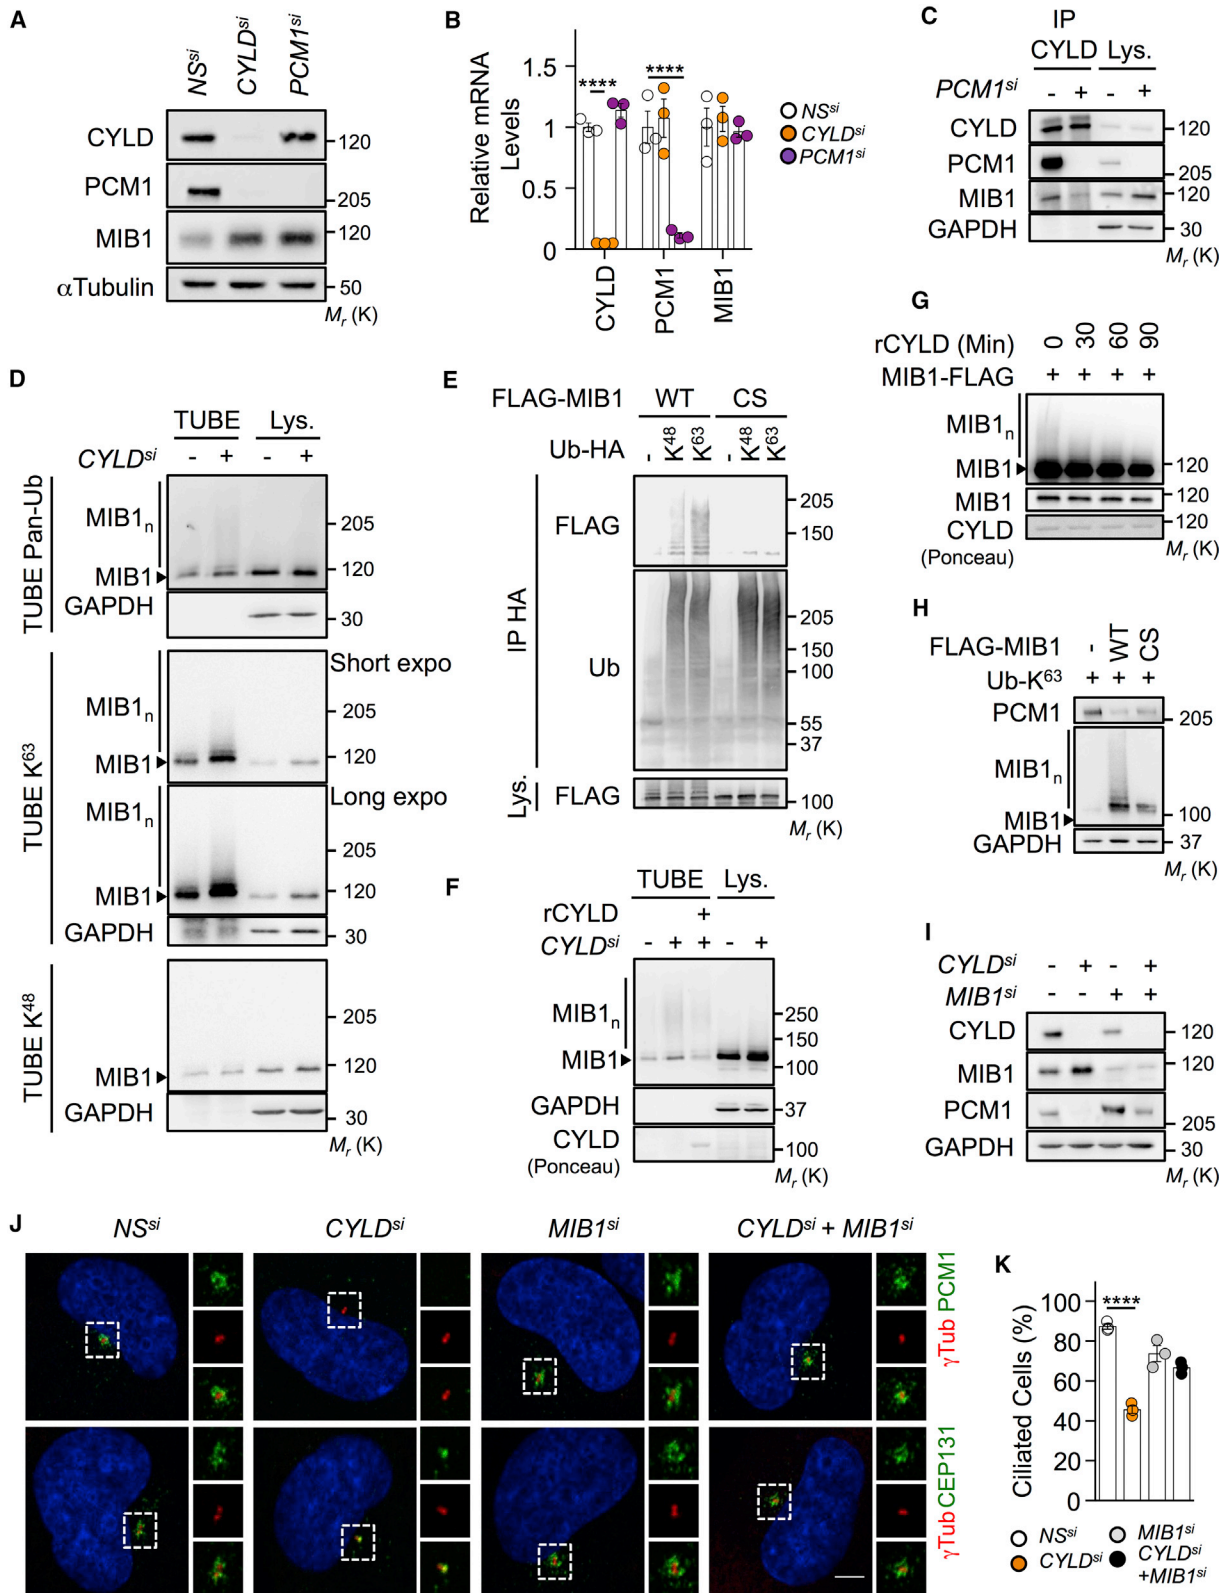 A
NSsi CYLDsi PCM1si
CYLD 120
PCM1 205
MIB1 120
αTubulin 50
Mr (K)
B
Relative mRNA Levels
1.5
1
0.5
0
**** ****
CYLD PCM1 MIB1
NSsi
CYLDsi
PCM1si
C
IP
CYLD Lys.
PCM1si - + - +
CYLD 120
PCM1 205
MIB1 120
GAPDH 30
Mr (K)
D
TUBE Lys.
CYLDsi - + - +
TUBE Pan-Ub
MIB1n 205
MIB1 120
GAPDH 30
TUBE K63
Short expo
MIB1n 205
MIB1 120
Long expo
MIB1n 205
MIB1 120
GAPDH 30
TUBE K48
205
MIB1 120
GAPDH 30
Mr (K)
E
FLAG-MIB1 WT CS
Ub-HA - K48 K63 - K48 K63
IP HA
FLAG 205
150
Ub 205
150
100
55
37
Lys. FLAG 100
Mr (K)
F
TUBE Lys.
rCYLD +
CYLDsi - + + - +
MIB1n 250
150
MIB1 100
GAPDH 37
CYLD 100
(Ponceau)
Mr (K)
G
rCYLD (Min) 0 30 60 90
MIB1-FLAG + + + +
MIB1n
MIB1 120
MIB1 120
CYLD 120
(Ponceau)
Mr (K)
H
FLAG-MIB1 - WT CS
Ub-K63 + + +
PCM1 205
MIB1n
MIB1 100
GAPDH 37
Mr (K)
I
CYLDsi - + - +
MIB1si - - + +
CYLD 120
MIB1 120
PCM1 205
GAPDH 30
Mr (K)
J
NSsi CYLDsi MIB1si CYLDsi + MIB1si
γTub PCM1
γTub CEP131
K
Ciliated Cells (%)
100
80
60
40
20
0
****
NSsi
CYLDsi
MIB1si
CYLDsi
+MIB1si